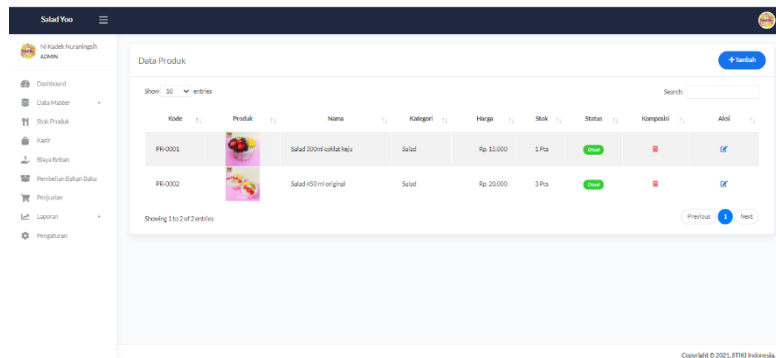 Salad Yoo
Ni Kadek Nuraningsih
ADMIN
Dashboard
Data Master
Stok Produk
Kasir
Biaya Beban
Pembelian Bahan Baku
Penjualan
Laporan
Pengaturan
Data Produk
+ Tambah
Show 10 entries
Search:
Kode Produk Nama Kategori Harga Stok Status Komposisi Aksi
PR-0001 Salad 300ml coklat keju Salad Rp. 15,000 1 Pcs
PR-0002 Salad 450 ml original Salad Rp. 20,000 3 Pcs
Showing 1 to 2 of 2 entries
Previous 1 Next
Copyright © 2021. STIKI Indonesia.